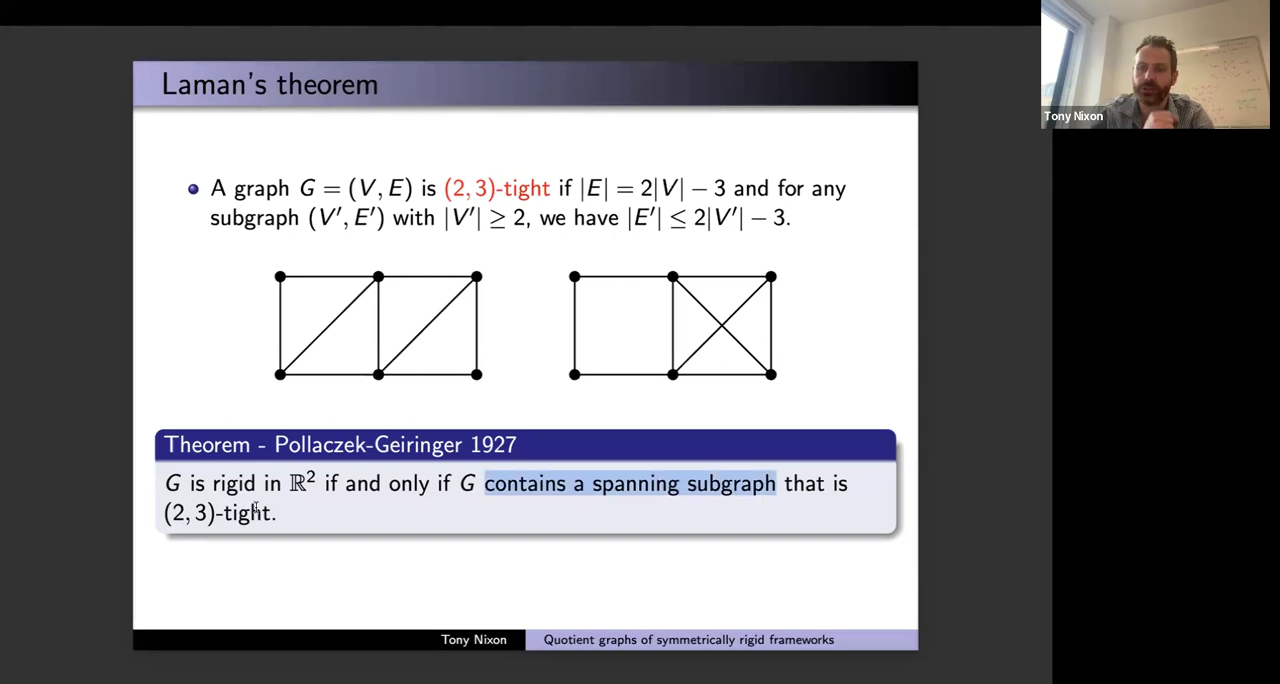 Laman's theorem
A graph G = (V, E) is (2, 3)-tight if |E| = 2|V| − 3 and for any
subgraph (V′, E′) with |V′| ≥ 2, we have |E′| ≤ 2|V′| − 3.
Theorem - Pollaczek-Geiringer 1927
G is rigid in ℝ² if and only if G contains a spanning subgraph that is
(2, 3)-tight.
Tony Nixon
Quotient graphs of symmetrically rigid frameworks
Tony Nixon